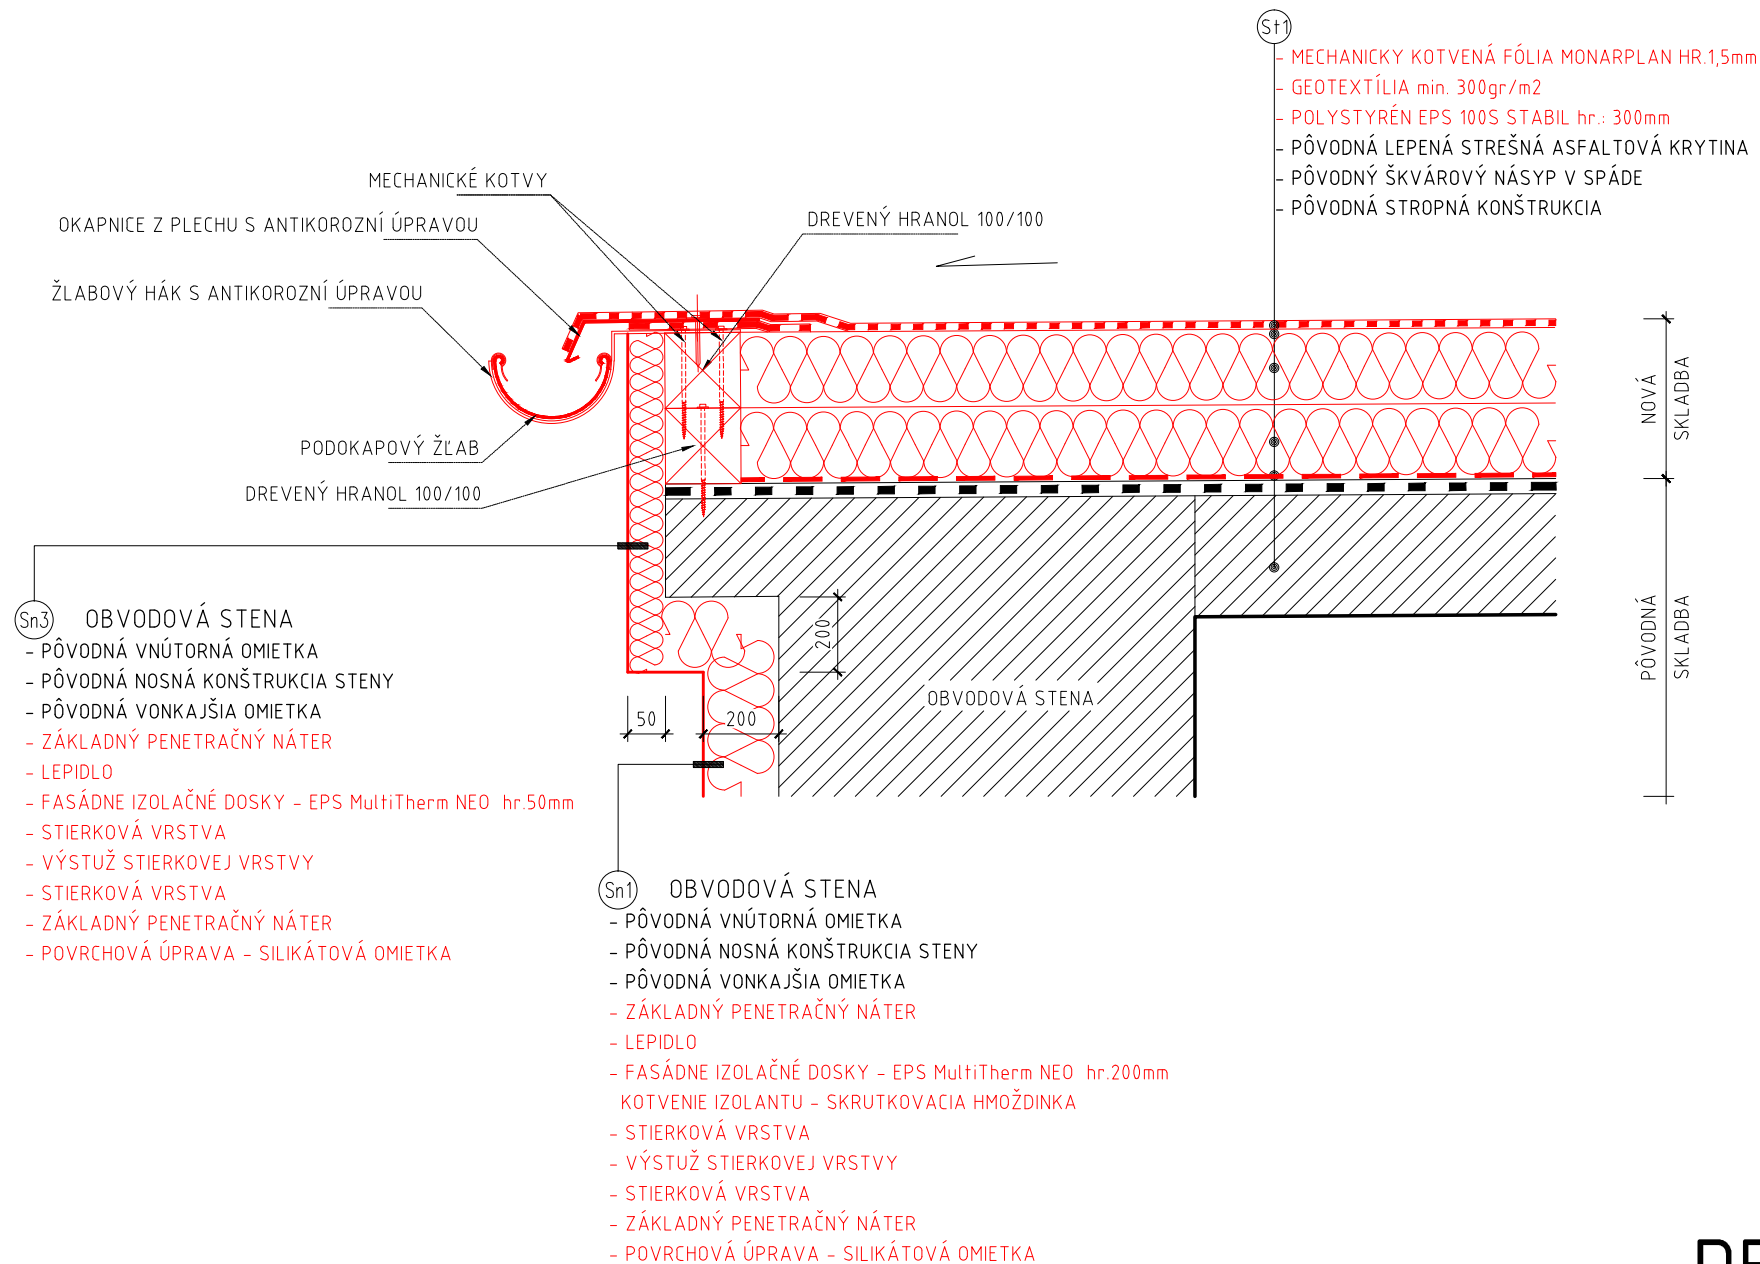 St1
- MECHANICKY KOTVENÁ FÓLIA MONARPLAN HR.1,5mm
- GEOTEXTÍLIA min. 300gr/m2
- POLYSTYRÉN EPS 100S STABIL hr.: 300mm
- PÔVODNÁ LEPENÁ STREŠNÁ ASFALTOVÁ KRYTINA
- PÔVODNÝ ŠKVÁROVÝ NÁSYP V SPÁDE
- PÔVODNÁ STROPNÁ KONŠTRUKCIA
MECHANICKÉ KOTVY
OKAPNICE Z PLECHU S ANTIKOROZNÍ ÚPRAVOU
DREVENÝ HRANOL 100/100
ŽLABOVÝ HÁK S ANTIKOROZNÍ ÚPRAVOU
PODOKAPOVÝ ŽĽAB
DREVENÝ HRANOL 100/100
NOVÁ
SKLADBA
PÔVODNÁ
SKLADBA
200
OBVODOVÁ STENA
50
200
Sn3
OBVODOVÁ STENA
- PÔVODNÁ VNÚTORNÁ OMIETKA
- PÔVODNÁ NOSNÁ KONŠTRUKCIA STENY
- PÔVODNÁ VONKAJŠIA OMIETKA
- ZÁKLADNÝ PENETRAČNÝ NÁTER
- LEPIDLO
- FASÁDNE IZOLAČNÉ DOSKY - EPS MultiTherm NEO hr.50mm
- STIERKOVÁ VRSTVA
- VÝSTUŽ STIERKOVEJ VRSTVY
- STIERKOVÁ VRSTVA
- ZÁKLADNÝ PENETRAČNÝ NÁTER
- POVRCHOVÁ ÚPRAVA - SILIKÁTOVÁ OMIETKA
Sn1
OBVODOVÁ STENA
- PÔVODNÁ VNÚTORNÁ OMIETKA
- PÔVODNÁ NOSNÁ KONŠTRUKCIA STENY
- PÔVODNÁ VONKAJŠIA OMIETKA
- ZÁKLADNÝ PENETRAČNÝ NÁTER
- LEPIDLO
- FASÁDNE IZOLAČNÉ DOSKY - EPS MultiTherm NEO hr.200mm
KOTVENIE IZOLANTU - SKRUTKOVACIA HMOŽDINKA
- STIERKOVÁ VRSTVA
- VÝSTUŽ STIERKOVEJ VRSTVY
- STIERKOVÁ VRSTVA
- ZÁKLADNÝ PENETRAČNÝ NÁTER
- POVRCHOVÁ ÚPRAVA - SILIKÁTOVÁ OMIETKA